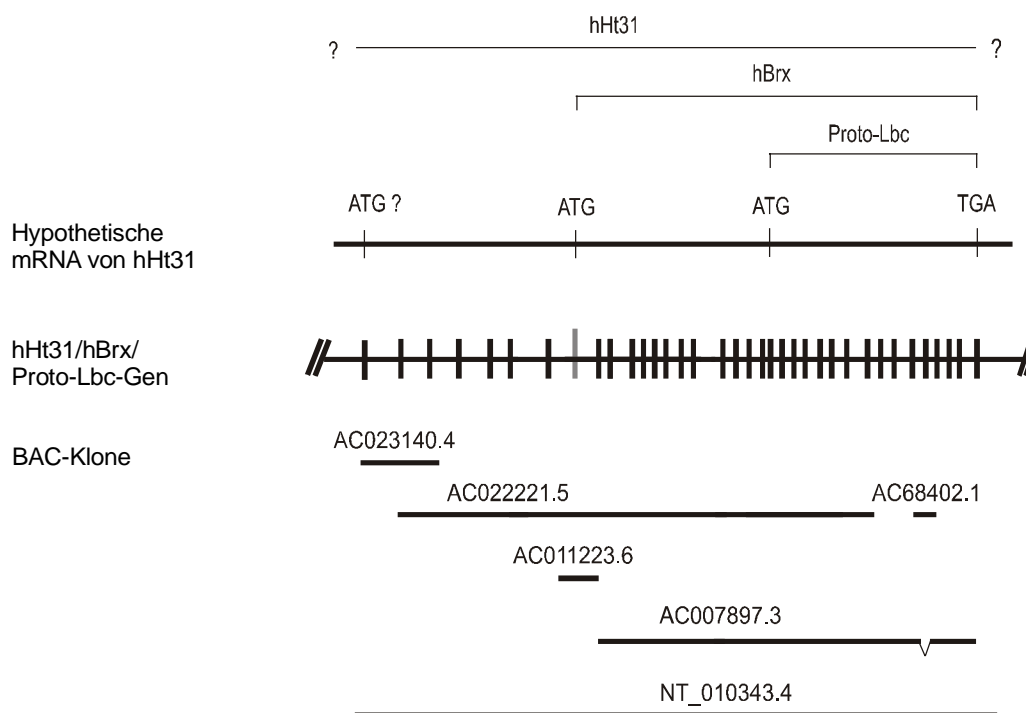 hHt31
? ?
hBrx
Proto-Lbc
ATG ? ATG ATG TGA
Hypothetische
mRNA von hHt31
hHt31/hBrx/
Proto-Lbc-Gen
BAC-Klone
AC023140.4
AC022221.5 AC68402.1
AC011223.6
AC007897.3
NT_010343.4